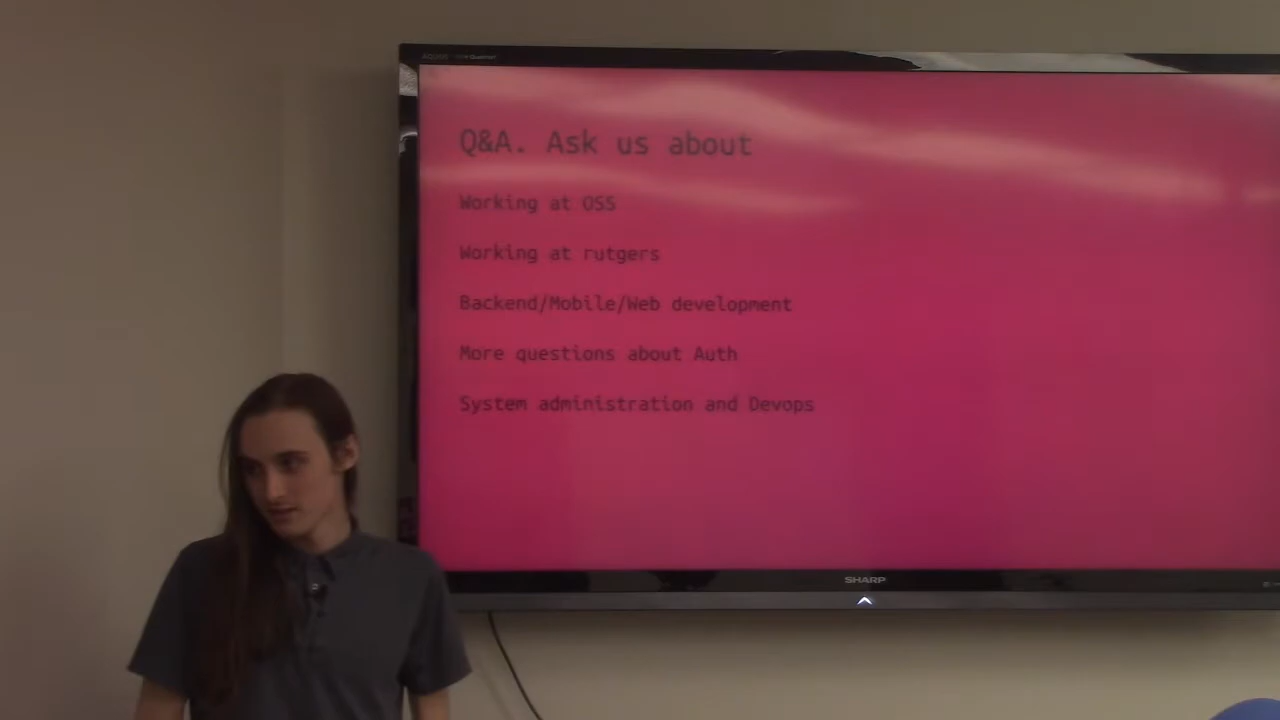 Q&A. Ask us about
Working at OSS
Working at rutgers
Backend/Mobile/Web development
More questions about Auth
System administration and Devops
SHARP